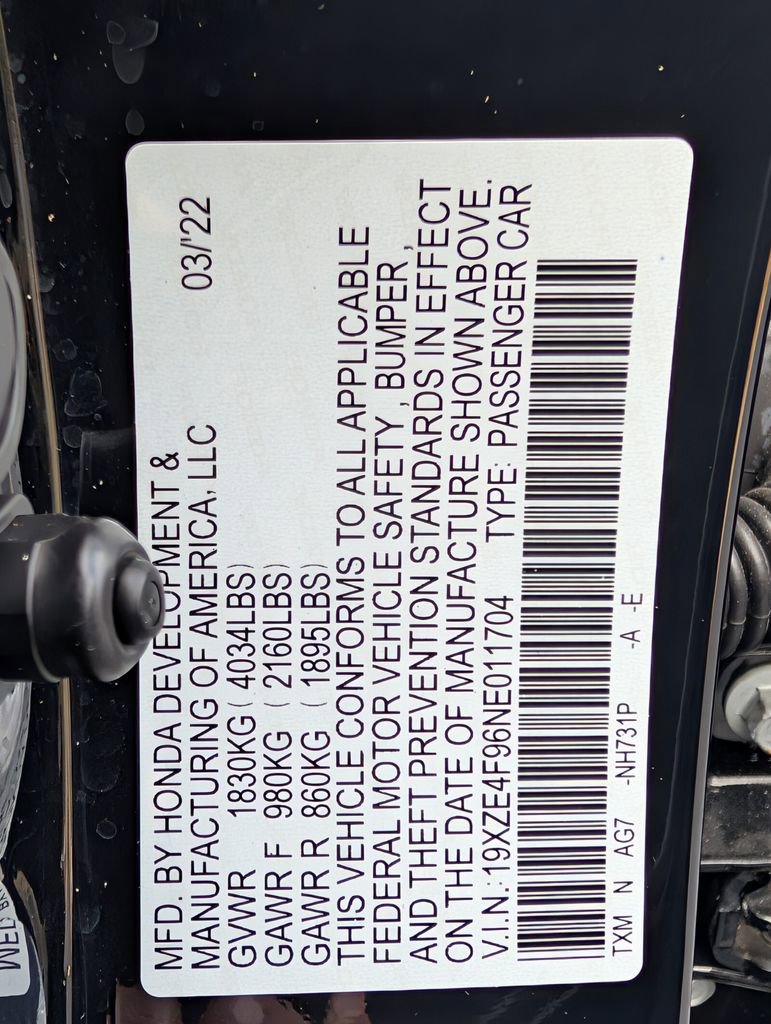 MFD. BY HONDA DEVELOPMENT &
MANUFACTURING OF AMERICA, LLC 03/'22
GVWR 1830KG ( 4034LBS)
GAWR F 980KG ( 2160LBS)
GAWR R 860KG ( 1895LBS)
THIS VEHICLE CONFORMS TO ALL APPLICABLE
FEDERAL MOTOR VEHICLE SAFETY , BUMPER ,
AND THEFT PREVENTION STANDARDS IN EFFECT
ON THE DATE OF MANUFACTURE SHOWN ABOVE.
V.I.N.: 19XZE4F96NE011704 TYPE: PASSENGER CAR
TXM N AG7 -NH731P -A -E